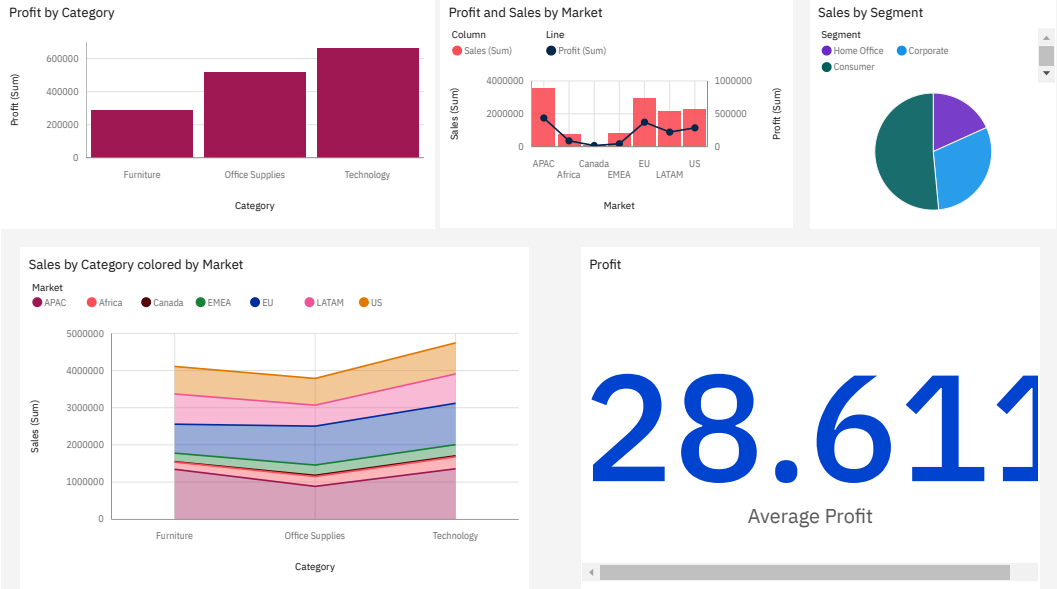 Profit by Category
Profit (Sum)
600000
400000
200000
0
Furniture
Office Supplies
Technology
Category
Profit and Sales by Market
Column
Line
Sales (Sum)
Profit (Sum)
Sales (Sum)
4000000
2000000
0
1000000
500000
0
Profit (Sum)
APAC
Canada
EU
US
Africa
EMEA
LATAM
Market
Sales by Segment
Segment
Home Office
Corporate
Consumer
Sales by Category colored by Market
Market
APAC
Africa
Canada
EMEA
EU
LATAM
US
Sales (Sum)
5000000
4000000
3000000
2000000
1000000
0
Furniture
Office Supplies
Technology
Category
Profit
28.611
Average Profit